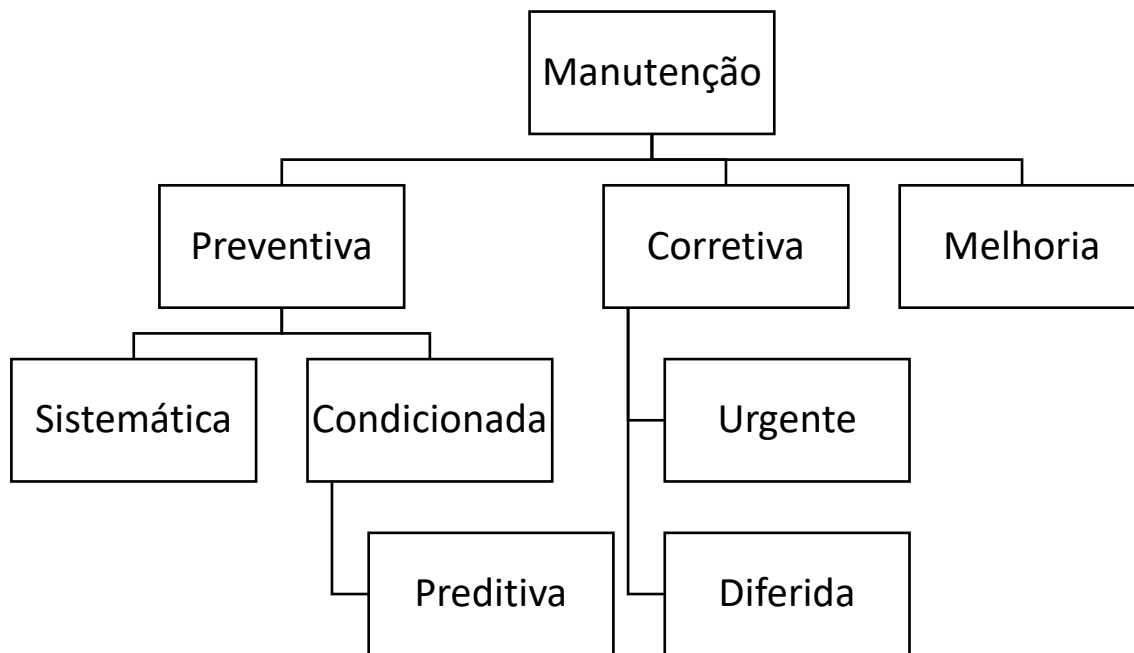 Manutenção
Preventiva
Corretiva
Melhoria
Sistemática
Condicionada
Urgente
Preditiva
Diferida